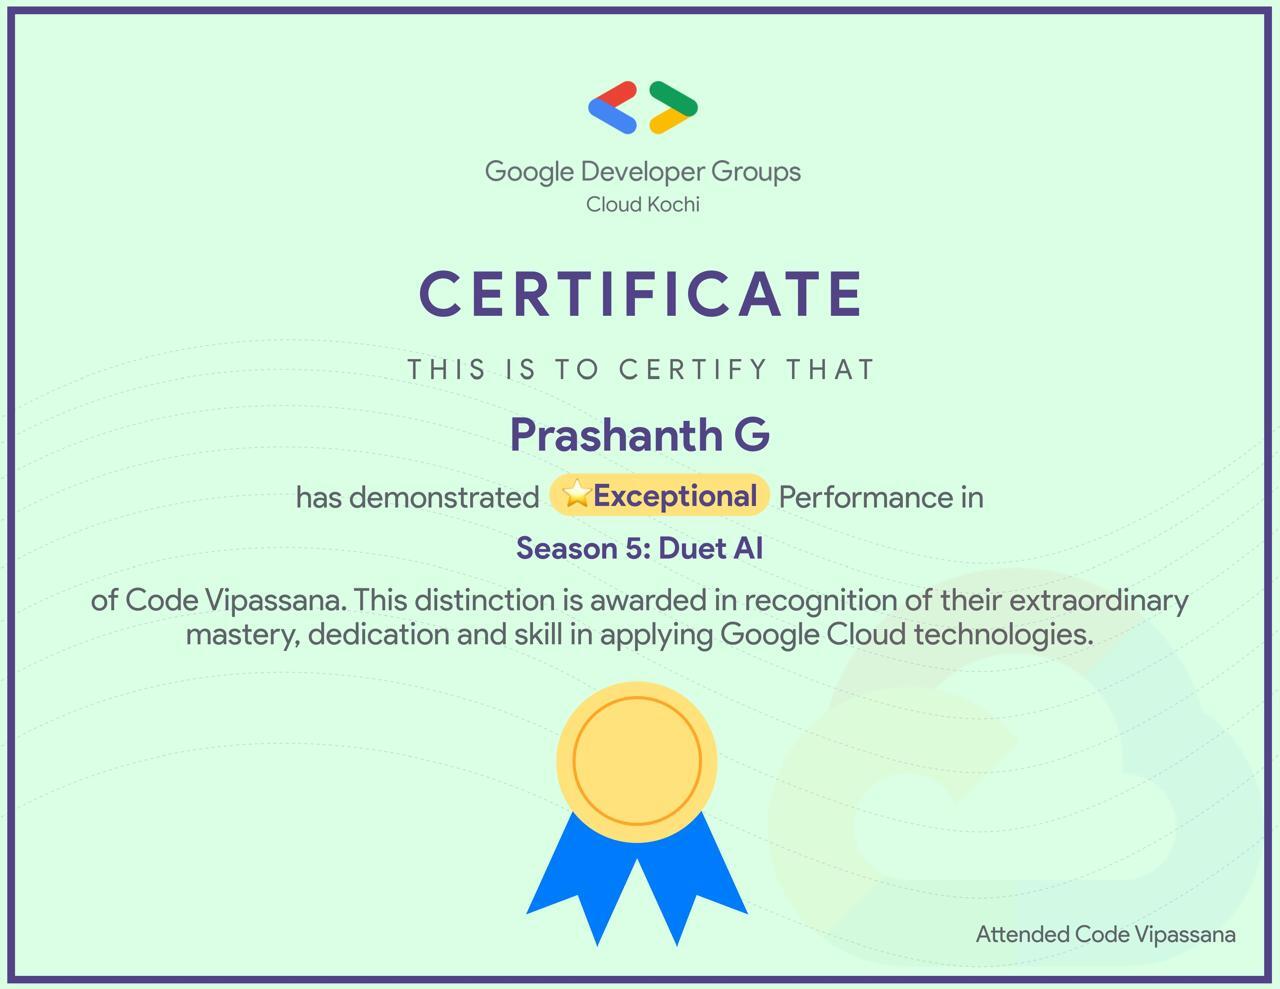 Google Developer Groups
Cloud Kochi
CERTIFICATE
THIS IS TO CERTIFY THAT
Prashanth G
has demonstrated ⭐Exceptional Performance in
Season 5: Duet AI
of Code Vipassana. This distinction is awarded in recognition of their extraordinary
mastery, dedication and skill in applying Google Cloud technologies.
Attended Code Vipassana